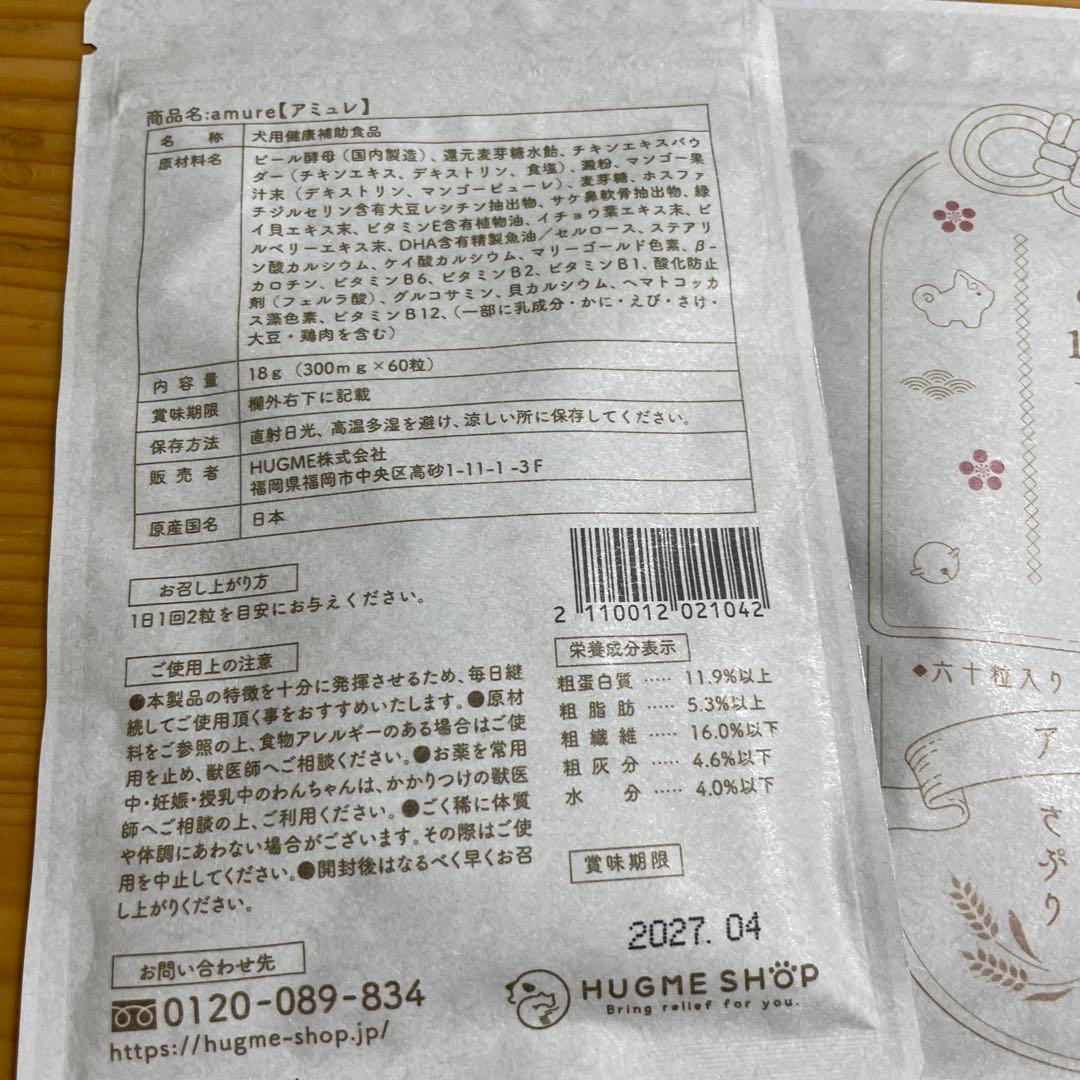 商品名:amure【アミュレ】
名称 犬用健康補助食品
原材料名 ビール酵母(国内製造)、還元麦芽糖水飴、チキンエキスパウ
ダー(チキンエキス、デキストリン、食塩)、澱粉、マンゴー果
汁末(デキストリン、マンゴーピューレ)、麦芽糖、ホスファ
チジルセリン含有大豆レシチン抽出物、サケ鼻軟骨抽出物、緑
イ貝エキス末、ビタミンE含有植物油、イチョウ葉エキス末、ビ
ルベリーエキス末、DHA含有精製魚油/セルロース、ステアリ
ン酸カルシウム、ケイ酸カルシウム、マリーゴールド色素、β-
カロチン、ビタミンB6、ビタミンB2、ビタミンB1、酸化防止
剤(フェルラ酸)、グルコサミン、貝カルシウム、ヘマトコッカ
ス藻色素、ビタミンB12、(一部に乳成分・かに・えび・さけ・
大豆・鶏肉を含む)
内容量 18g(300mg×60粒)
賞味期限 欄外右下に記載
保存方法 直射日光、高温多湿を避け、涼しい所に保存してください。
販売者 HUGME株式会社
福岡県福岡市中央区高砂1-11-1 -3F
原産国名 日本
お召し上がり方
1日1回2粒を目安にお与えください。
2 110012 021042
ご使用上の注意
●本製品の特徴を十分に発揮させるため、毎日継
続してご使用頂く事をおすすめいたします。●原材
料をご参照の上、食物アレルギーのある場合はご使
用を止め、獣医師へご相談ください。●お薬を常用
中・妊娠・授乳中のわんちゃんは、かかりつけの獣医
師へご相談の上、ご利用ください。●ごく稀に体質
や体調にあわない場合がございます。その際はご使
用を中止してください。●開封後はなるべく早くお召
し上がりください。
栄養成分表示
粗蛋白質 ····· 11.9%以上
粗脂肪 ····· 5.3%以上
粗繊維 ····· 16.0%以下
粗灰分 ····· 4.6%以下
水分 ····· 4.0%以下
賞味期限
2027.04
お問い合わせ先
0120-089-834
https://hugme-shop.jp/
HUGME SHOP
Bring relief for you.
◆六十粒入り
ア
さぷり